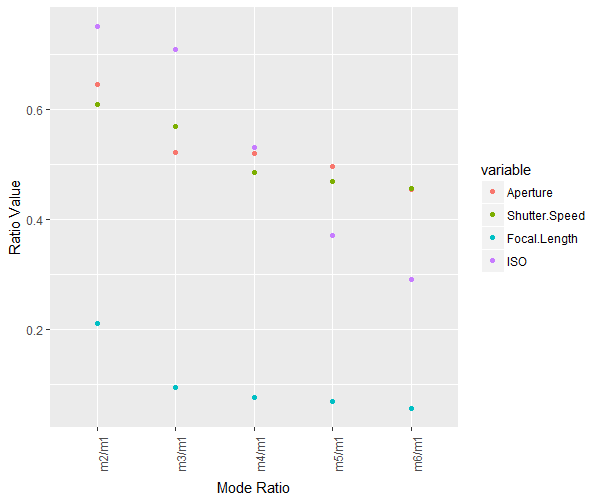 0.6
0.4
0.2
Ratio Value
m2/m1
m3/m1
m4/m1
m5/m1
m6/m1
Mode Ratio
variable
Aperture
Shutter.Speed
Focal.Length
ISO